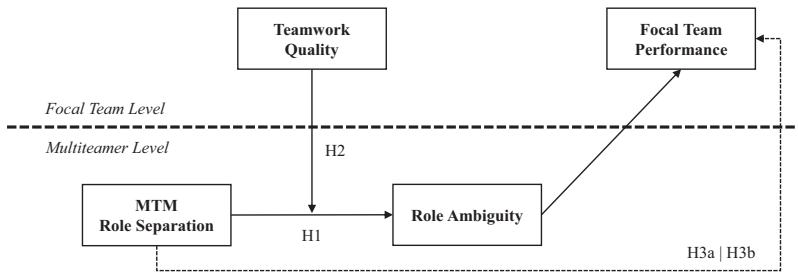 Teamwork
Quality
Focal Team
Performance
Focal Team Level
Multiteamer Level
H2
MTM
Role Separation
H1
Role Ambiguity
H3a | H3b